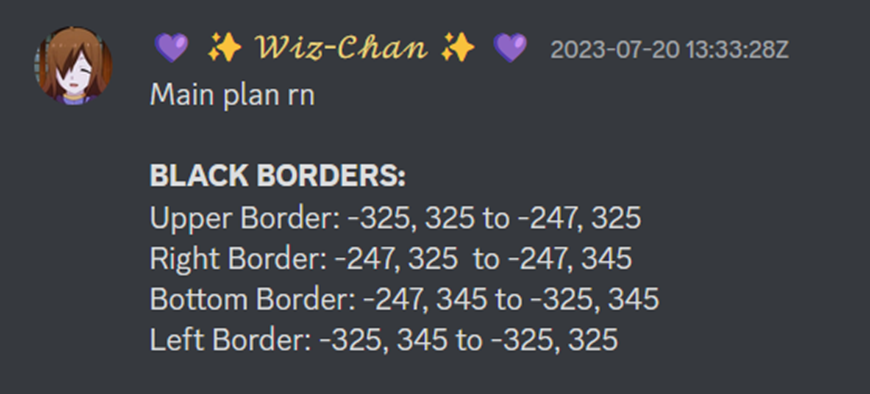 💜 ✨ 𝓦𝓲𝔃-𝓒𝓱𝓪𝓷 ✨ 💜 2023-07-20 13:33:28Z
Main plan rn
BLACK BORDERS:
Upper Border: -325, 325 to -247, 325
Right Border: -247, 325  to -247, 345
Bottom Border: -247, 345 to -325, 345
Left Border: -325, 345 to -325, 325